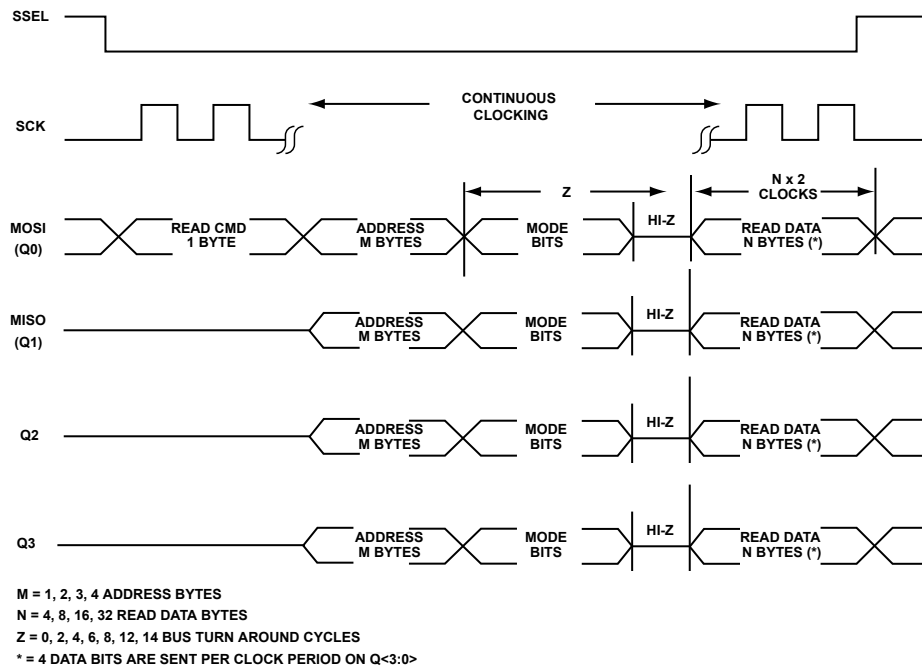 SSEL
SCK
CONTINUOUS
CLOCKING
Z
N x 2
CLOCKS
MOSI
(Q0)
READ CMD
1 BYTE
ADDRESS
M BYTES
MODE
BITS
HI-Z
READ DATA
N BYTES (*)
MISO
(Q1)
ADDRESS
M BYTES
MODE
BITS
HI-Z
READ DATA
N BYTES (*)
Q2
ADDRESS
M BYTES
MODE
BITS
HI-Z
READ DATA
N BYTES (*)
Q3
ADDRESS
M BYTES
MODE
BITS
HI-Z
READ DATA
N BYTES (*)
M = 1, 2, 3, 4 ADDRESS BYTES
N = 4, 8, 16, 32 READ DATA BYTES
Z = 0, 2, 4, 6, 8, 12, 14 BUS TURN AROUND CYCLES
* = 4 DATA BITS ARE SENT PER CLOCK PERIOD ON Q<3:0>